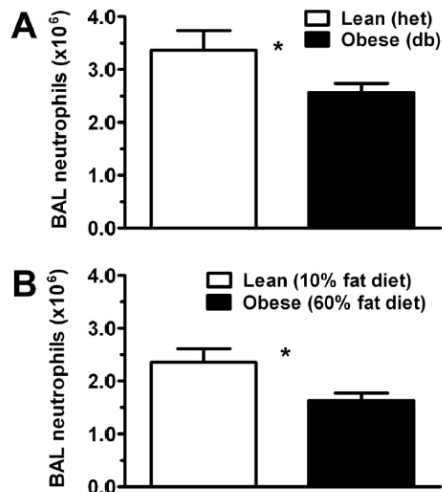 A
BAL neutrophils (x10⁶)
4.0
3.0
2.0
1.0
0.0
*
Lean (het)
Obese (db)
B
BAL neutrophils (x10⁶)
4.0
3.0
2.0
1.0
0.0
*
Lean (10% fat diet)
Obese (60% fat diet)